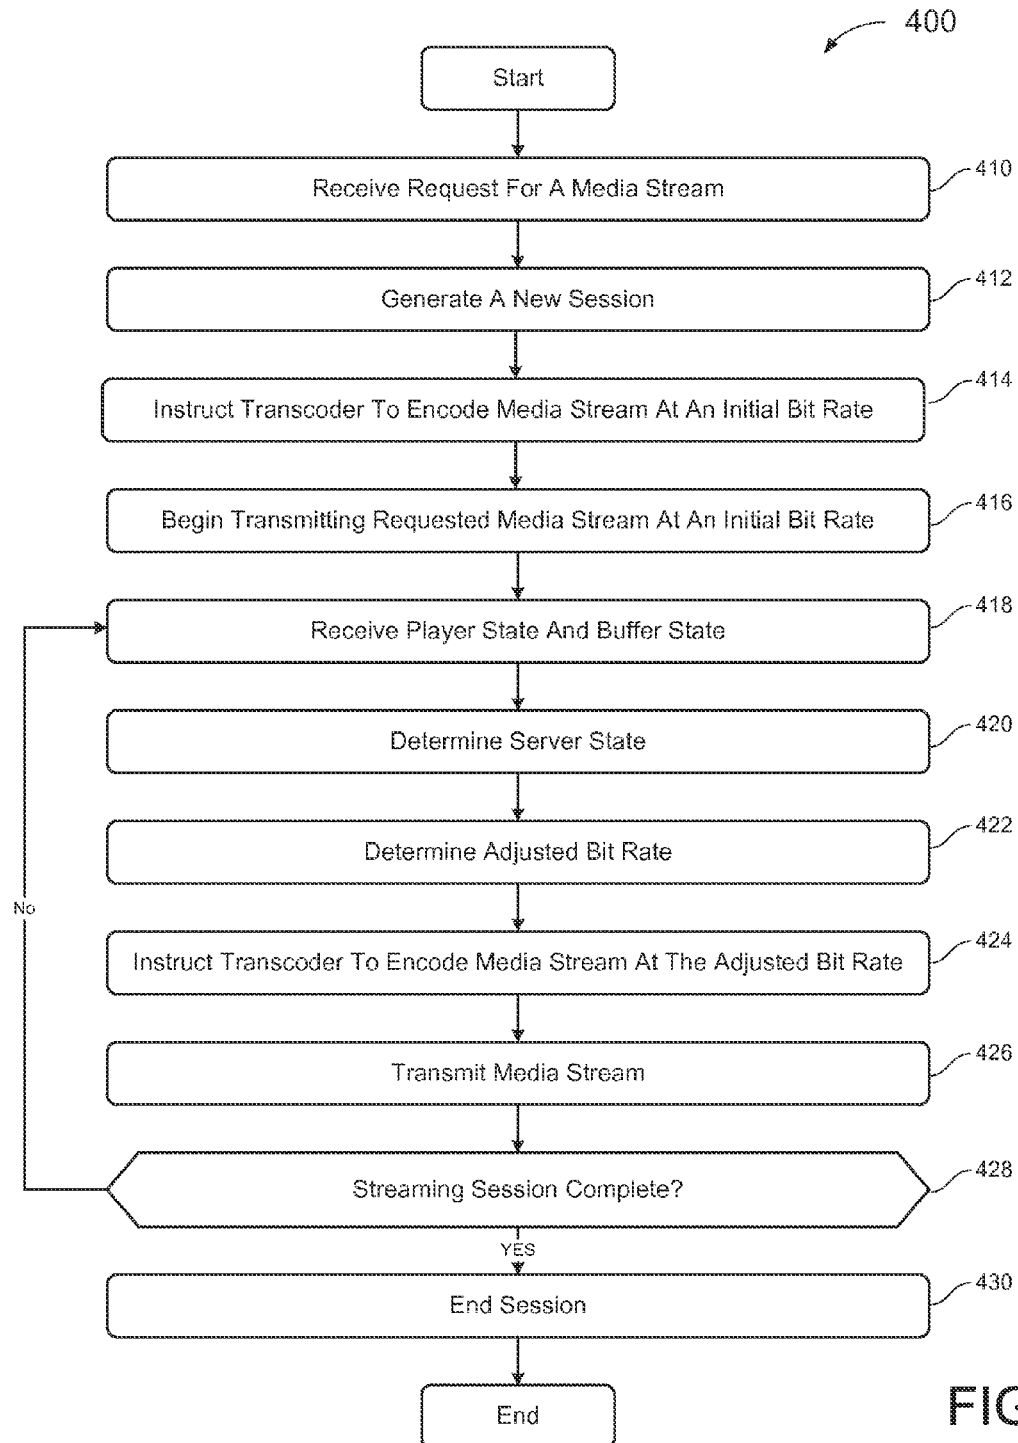 400
Start
Receive Request For A Media Stream
410
Generate A New Session
412
Instruct Transcoder To Encode Media Stream At An Initial Bit Rate
414
Begin Transmitting Requested Media Stream At An Initial Bit Rate
416
Receive Player State And Buffer State
418
Determine Server State
420
Determine Adjusted Bit Rate
422
No
Instruct Transcoder To Encode Media Stream At The Adjusted Bit Rate
424
Transmit Media Stream
426
Streaming Session Complete?
428
YES
End Session
430
End